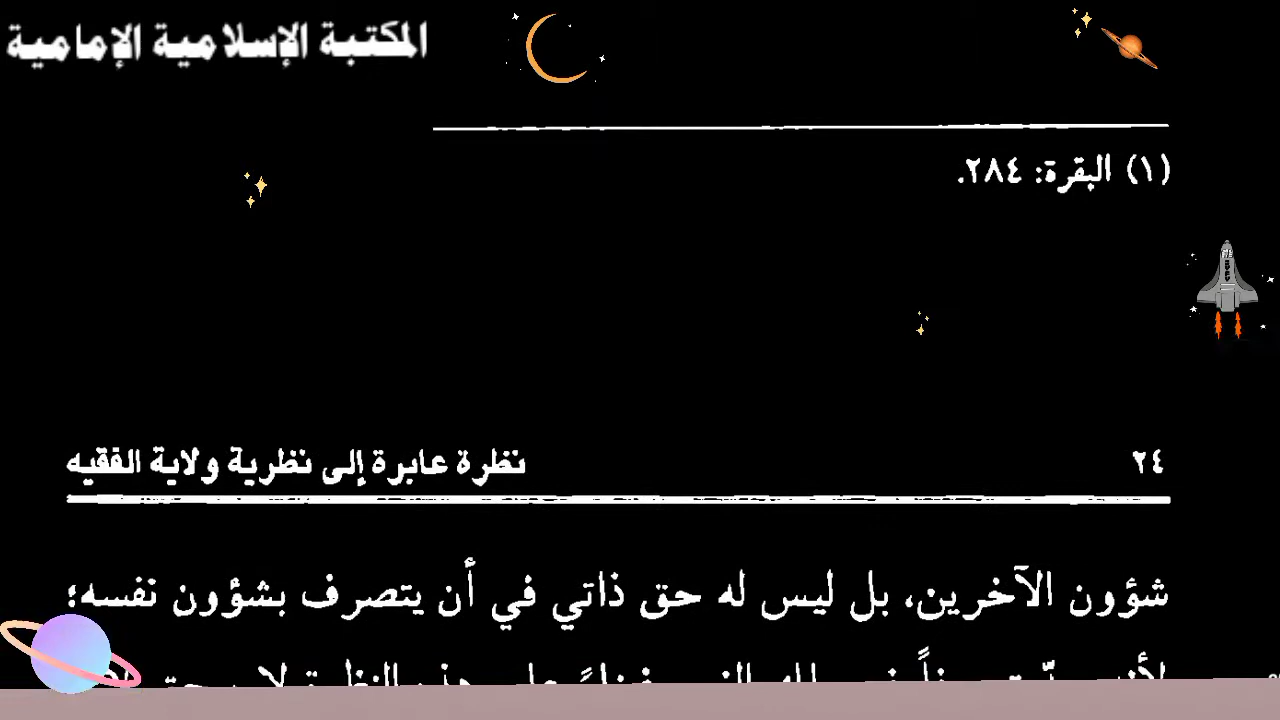 المكتبة الإسلامية الإمامية
(١) البقرة: ٢٨٤.
٢٤
نظرة عابرة إلى نظرية ولاية الفقيه
شؤون الآخرين، بل ليس له حق ذاتي في أن يتصرف بشؤون نفسه؛